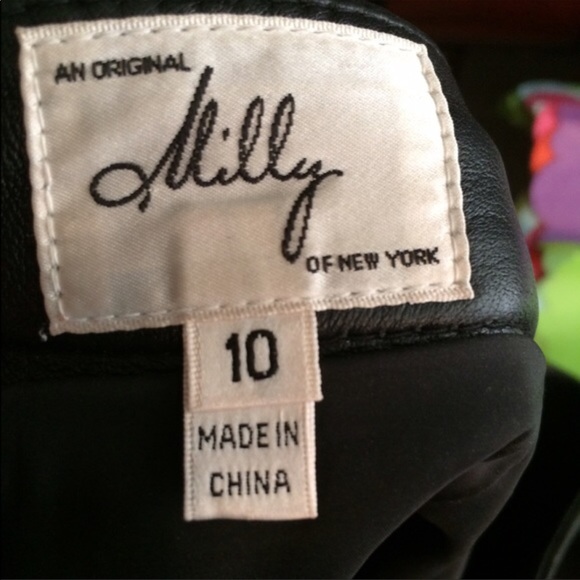 AN ORIGINAL
Milly
OF NEW YORK
10
MADE IN
CHINA